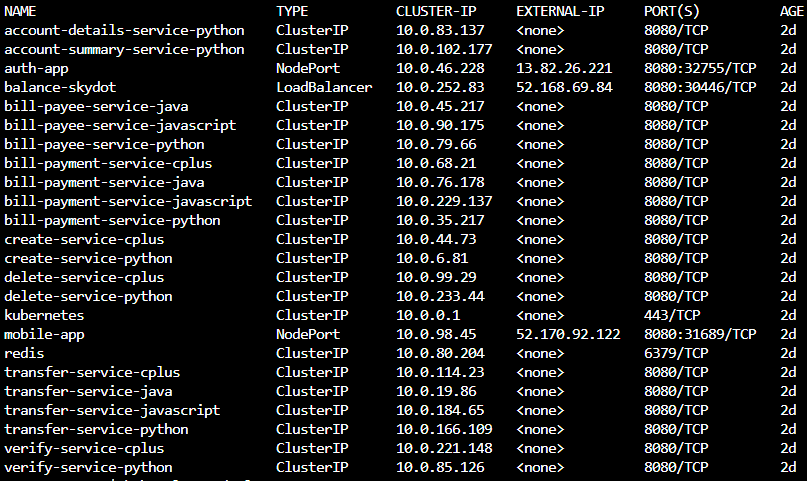 NAME TYPE CLUSTER-IP EXTERNAL-IP PORT(S) AGE
account-details-service-python ClusterIP 10.0.83.137 <none> 8080/TCP 2d
account-summary-service-python ClusterIP 10.0.102.177 <none> 8080/TCP 2d
auth-app NodePort 10.0.46.228 13.82.26.221 8080:32755/TCP 2d
balance-skydot LoadBalancer 10.0.252.83 52.168.69.84 8080:30446/TCP 2d
bill-payee-service-java ClusterIP 10.0.45.217 <none> 8080/TCP 2d
bill-payee-service-javascript ClusterIP 10.0.90.175 <none> 8080/TCP 2d
bill-payee-service-python ClusterIP 10.0.79.66 <none> 8080/TCP 2d
bill-payment-service-cplus ClusterIP 10.0.68.21 <none> 8080/TCP 2d
bill-payment-service-java ClusterIP 10.0.76.178 <none> 8080/TCP 2d
bill-payment-service-javascript ClusterIP 10.0.229.137 <none> 8080/TCP 2d
bill-payment-service-python ClusterIP 10.0.35.217 <none> 8080/TCP 2d
create-service-cplus ClusterIP 10.0.44.73 <none> 8080/TCP 2d
create-service-python ClusterIP 10.0.6.81 <none> 8080/TCP 2d
delete-service-cplus ClusterIP 10.0.99.29 <none> 8080/TCP 2d
delete-service-python ClusterIP 10.0.233.44 <none> 8080/TCP 2d
kubernetes ClusterIP 10.0.0.1 <none> 443/TCP 2d
mobile-app NodePort 10.0.98.45 52.170.92.122 8080:31689/TCP 2d
redis ClusterIP 10.0.80.204 <none> 6379/TCP 2d
transfer-service-cplus ClusterIP 10.0.114.23 <none> 8080/TCP 2d
transfer-service-java ClusterIP 10.0.19.86 <none> 8080/TCP 2d
transfer-service-javascript ClusterIP 10.0.184.65 <none> 8080/TCP 2d
transfer-service-python ClusterIP 10.0.166.109 <none> 8080/TCP 2d
verify-service-cplus ClusterIP 10.0.221.148 <none> 8080/TCP 2d
verify-service-python ClusterIP 10.0.85.126 <none> 8080/TCP 2d